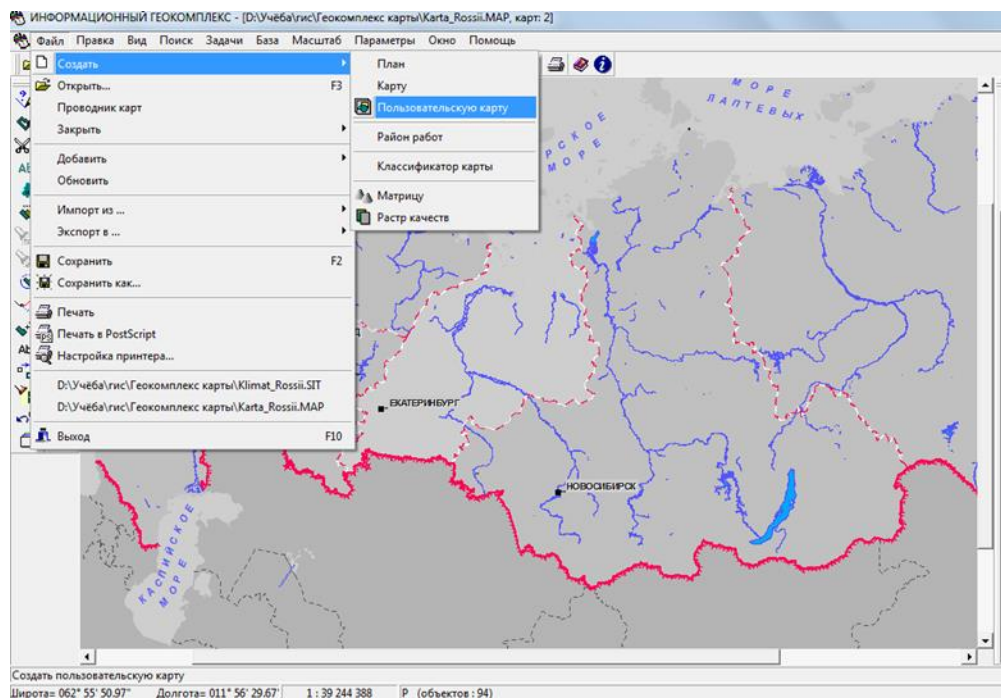 ИНФОРМАЦИОННЫЙ ГЕОКОМПЛЕКС - [D:\Учёба\гис\Геокомплекс карты\Karta_Rossii.MAP, карт: 2]
Файл Правка Вид Поиск Задачи База Масштаб Параметры Окно Помощь
Создать
Открыть... F3
Проводник карт
Закрыть
Добавить
Обновить
Импорт из ...
Экспорт в ...
Сохранить F2
Сохранить как...
Печать
Печать в PostScript
Настройка принтера...
D:\Учёба\гис\Геокомплекс карты\Klimat_Rossii.SIT
D:\Учёба\гис\Геокомплекс карты\Karta_Rossii.MAP
Выход F10
План
Карту
Пользовательскую карту
Район работ
Классификатор карты
Матрицу
Растр качеств
МОРЕ
ЛАПТЕВЫХ
МОРЕ
ЕКАТЕРИНБУРГ
НОВОСИБИРСК
КАСПИЙСКОЕ
МОРЕ
Создать пользовательскую карту
Широта= 062° 55' 50.97" Долгота= 011° 56' 29.67" 1 : 39 244 388 P (объектов : 94)